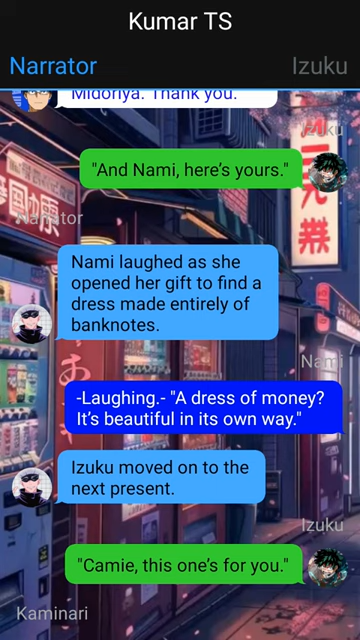 Kumar TS
Narrator
Izuku
Midoriya. Thank you.
Izuku
"And Nami, here’s yours."
Narrator
Nami laughed as she
opened her gift to find a
dress made entirely of
banknotes.
Nami
-Laughing.- "A dress of money?
It’s beautiful in its own way."
Izuku moved on to the
next present.
Izuku
"Camie, this one’s for you."
Kaminari